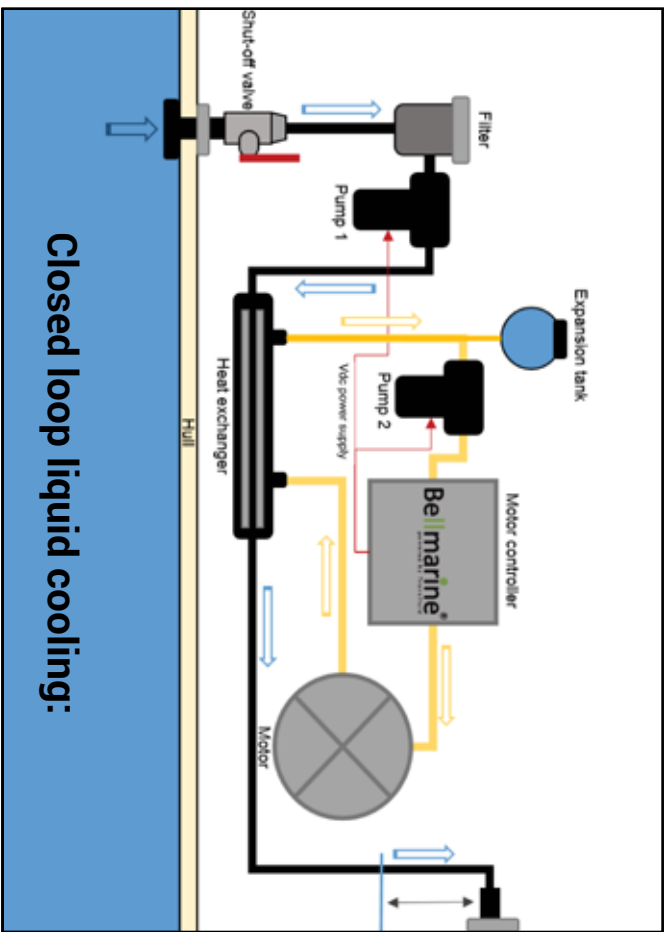 Expansion tank
Filter
Motor controller
Pump 1
Pump 2
Bellmarine®
Vdc power supply
Shut-off valve
Heat exchanger
Motor
Hull
Closed loop liquid cooling: